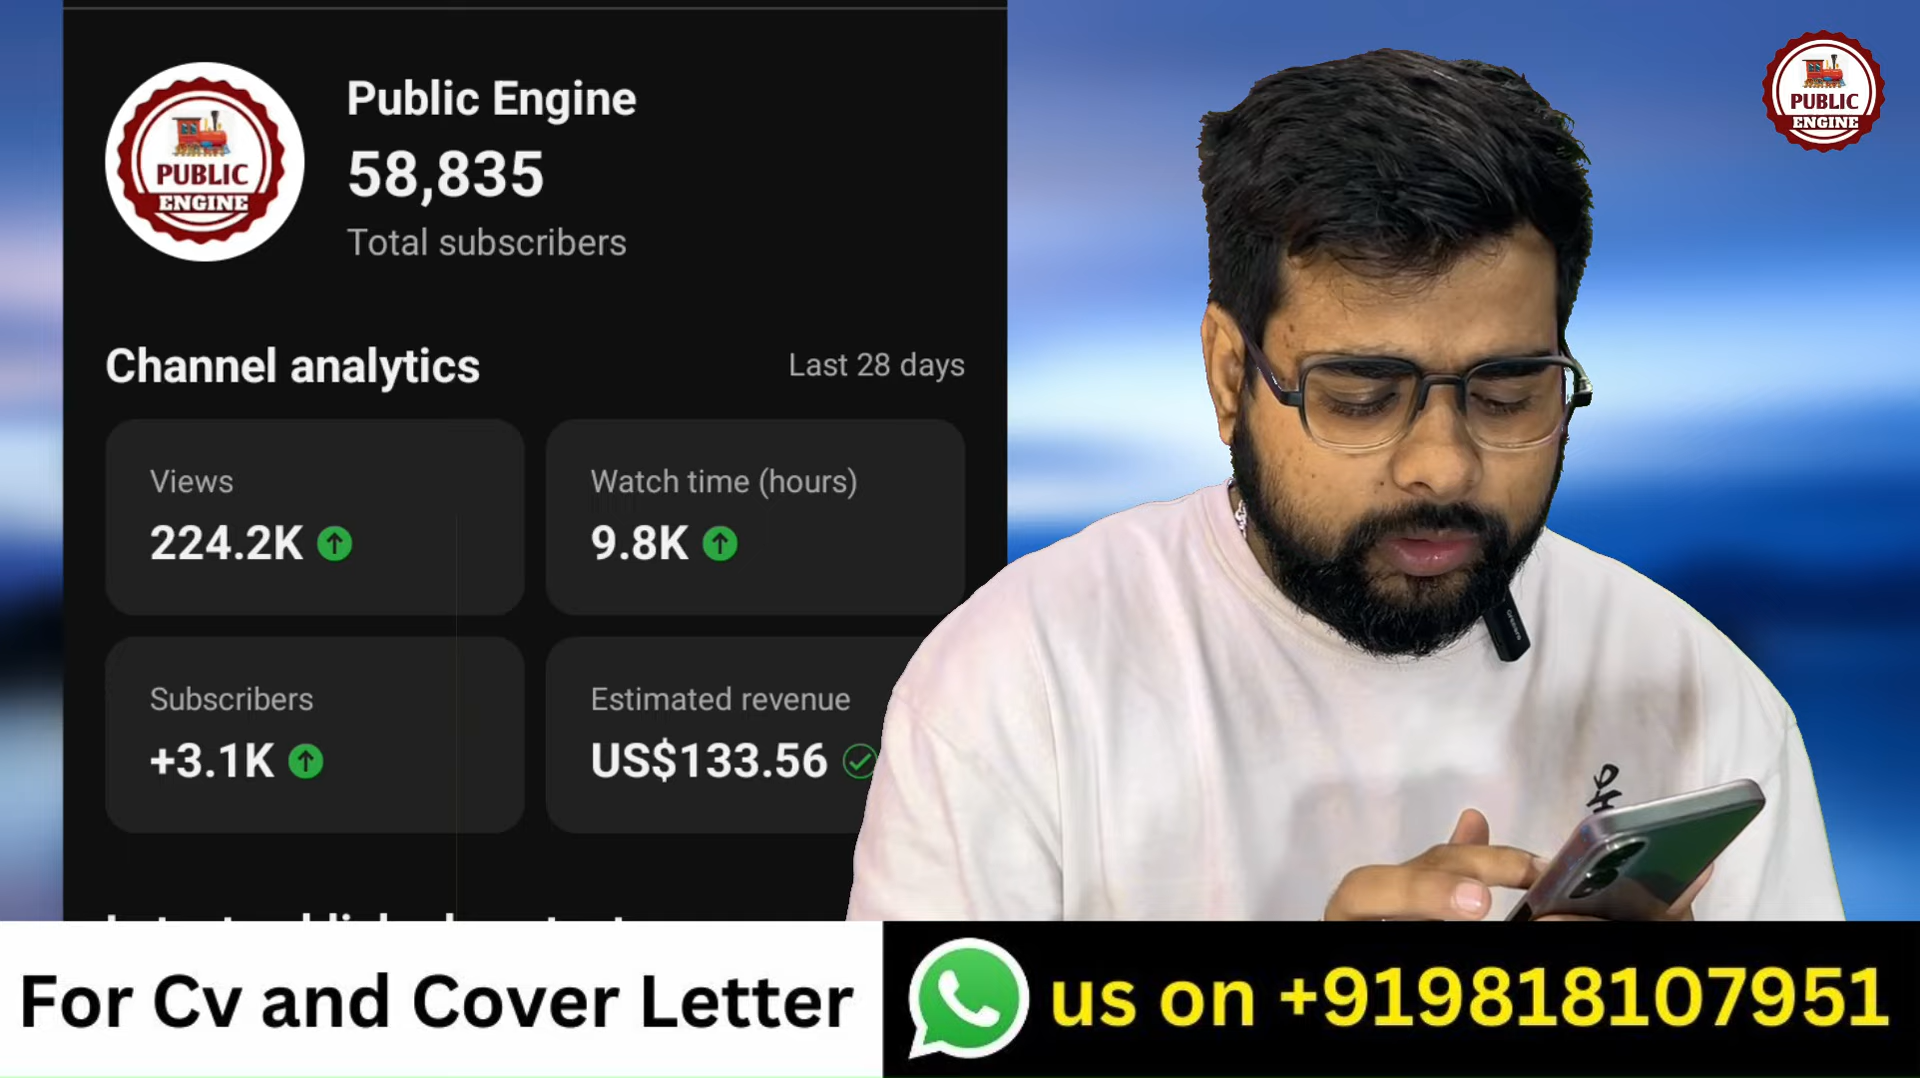 PUBLIC
ENGINE
Public Engine
58,835
Total subscribers
PUBLIC
ENGINE
Channel analytics
Last 28 days
Views
224.2K
Watch time (hours)
9.8K
Subscribers
+3.1K
Estimated revenue
US$133.56
For Cv and Cover Letter
us on +919818107951